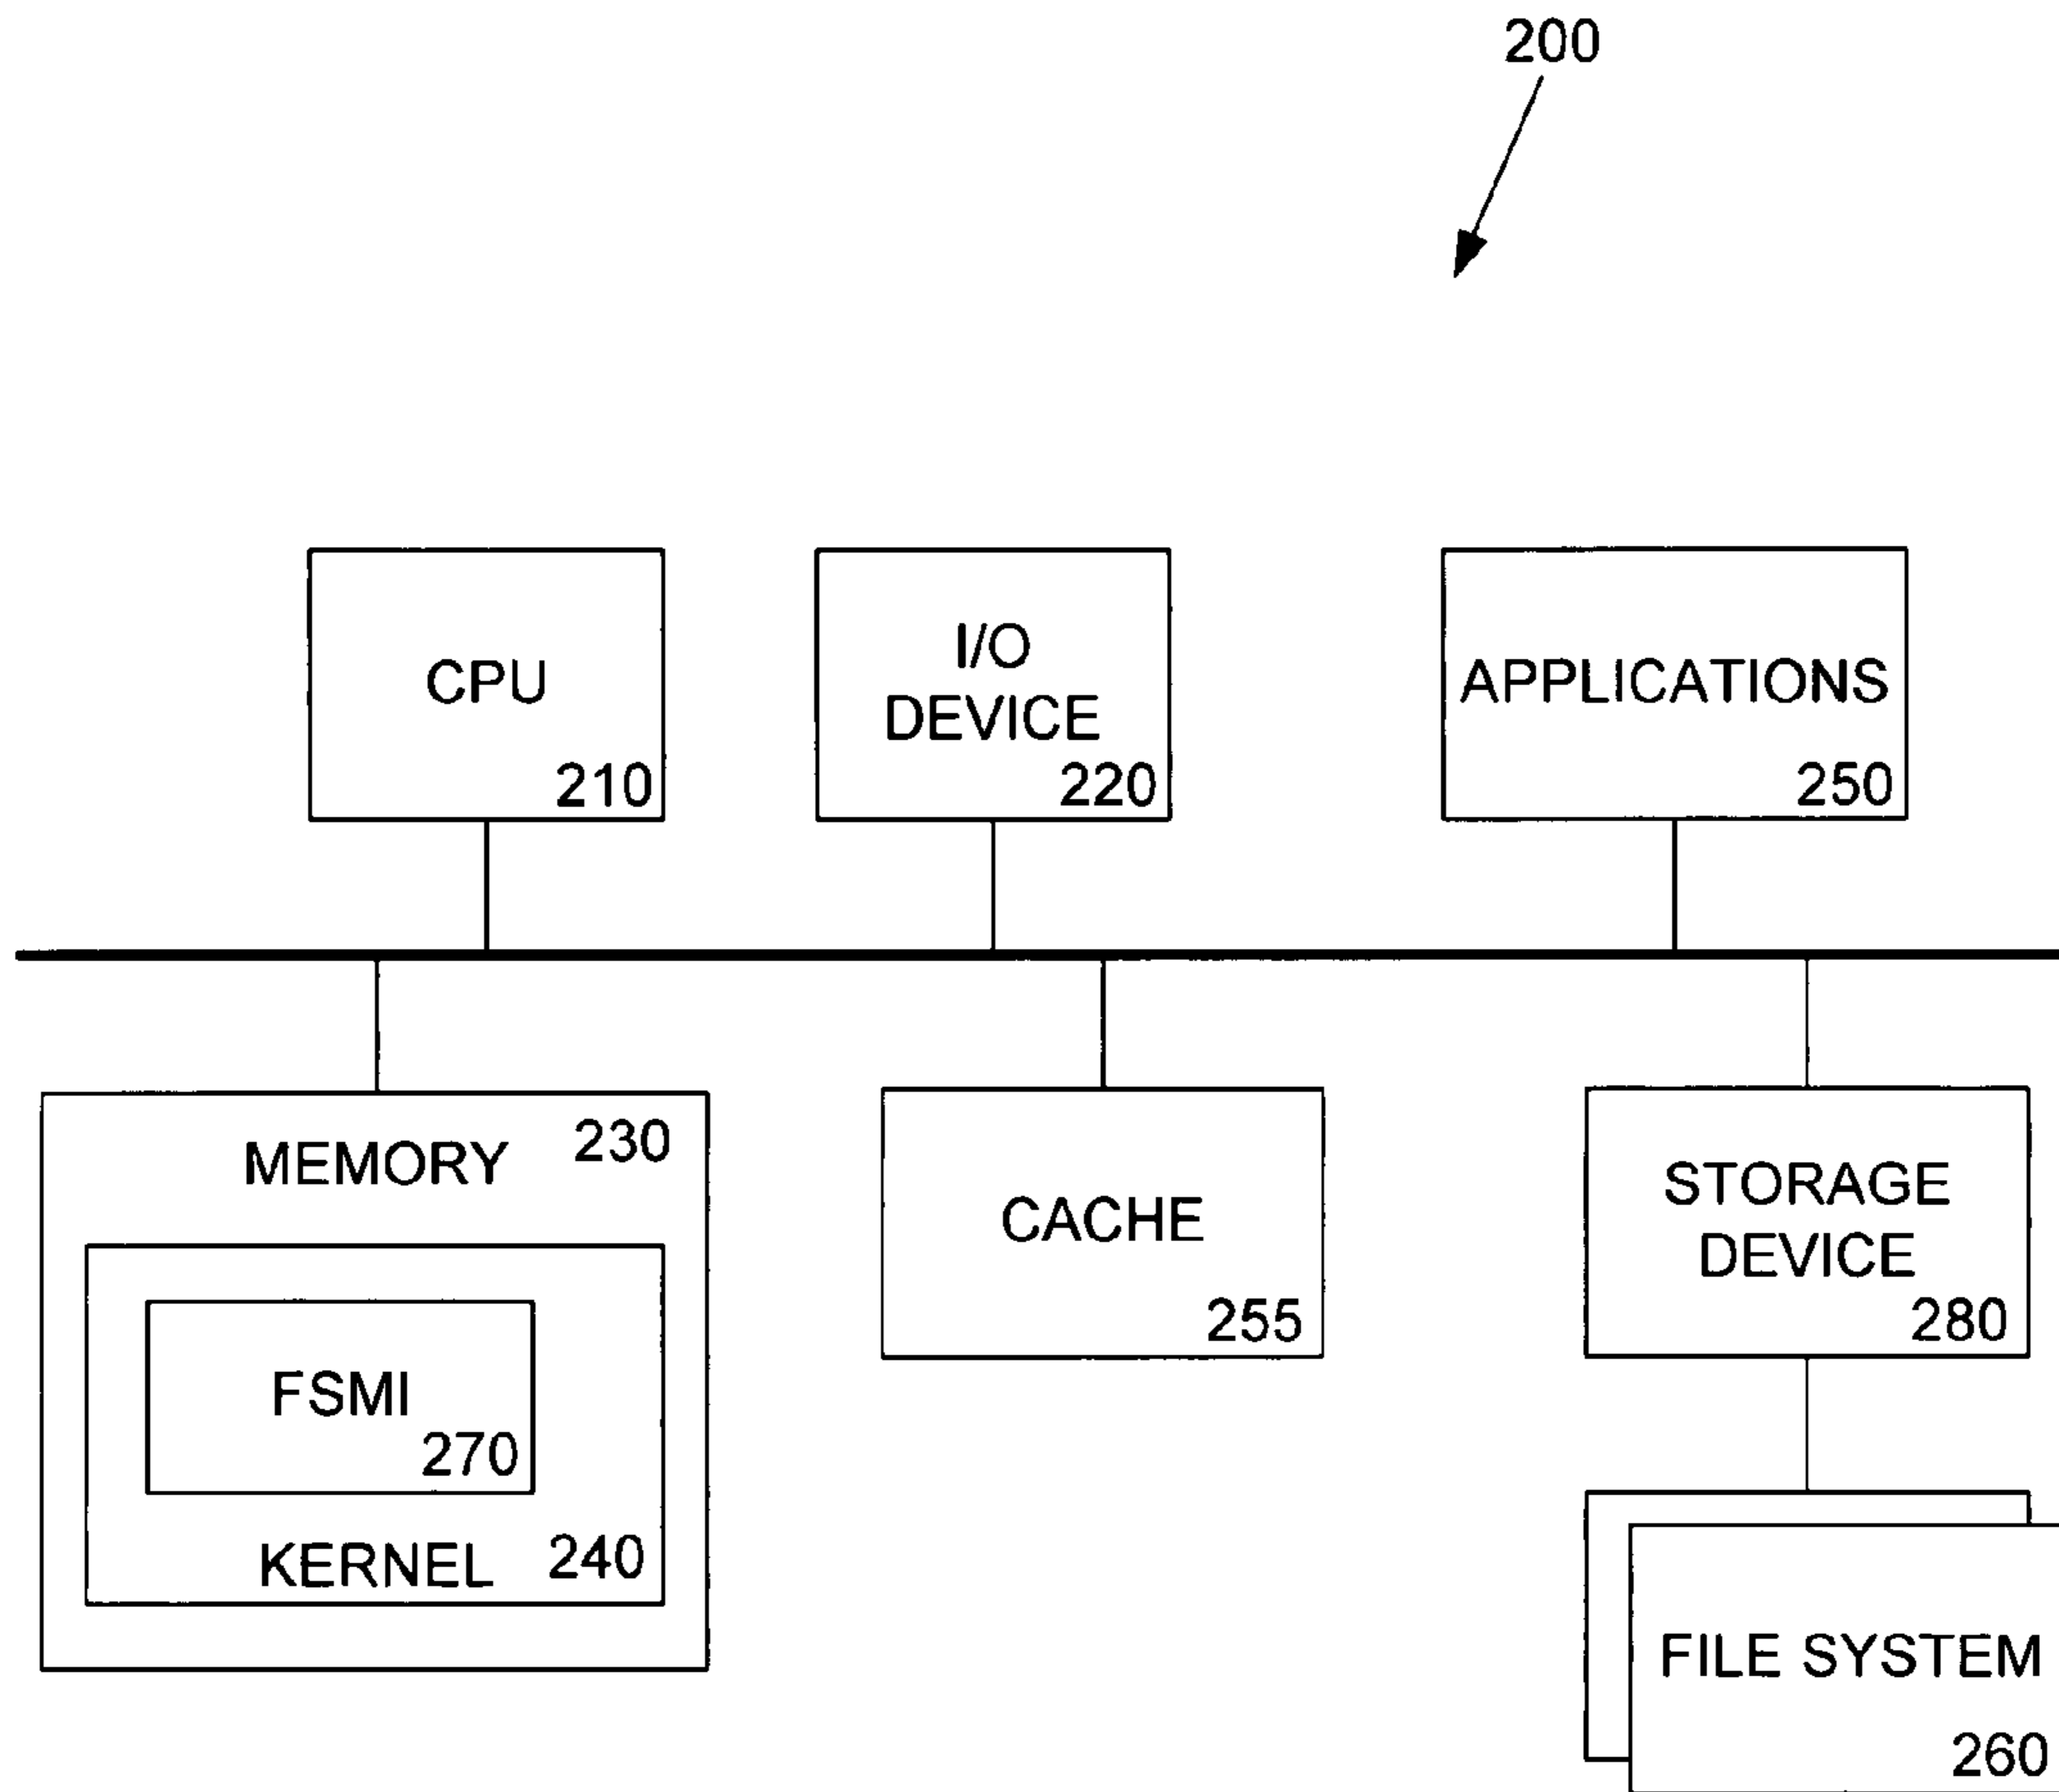 200
CPU
210
I/O
DEVICE
220
APPLICATIONS
250
MEMORY 230
FSMI
270
KERNEL 240
CACHE
255
STORAGE
DEVICE
280
FILE SYSTEM
260